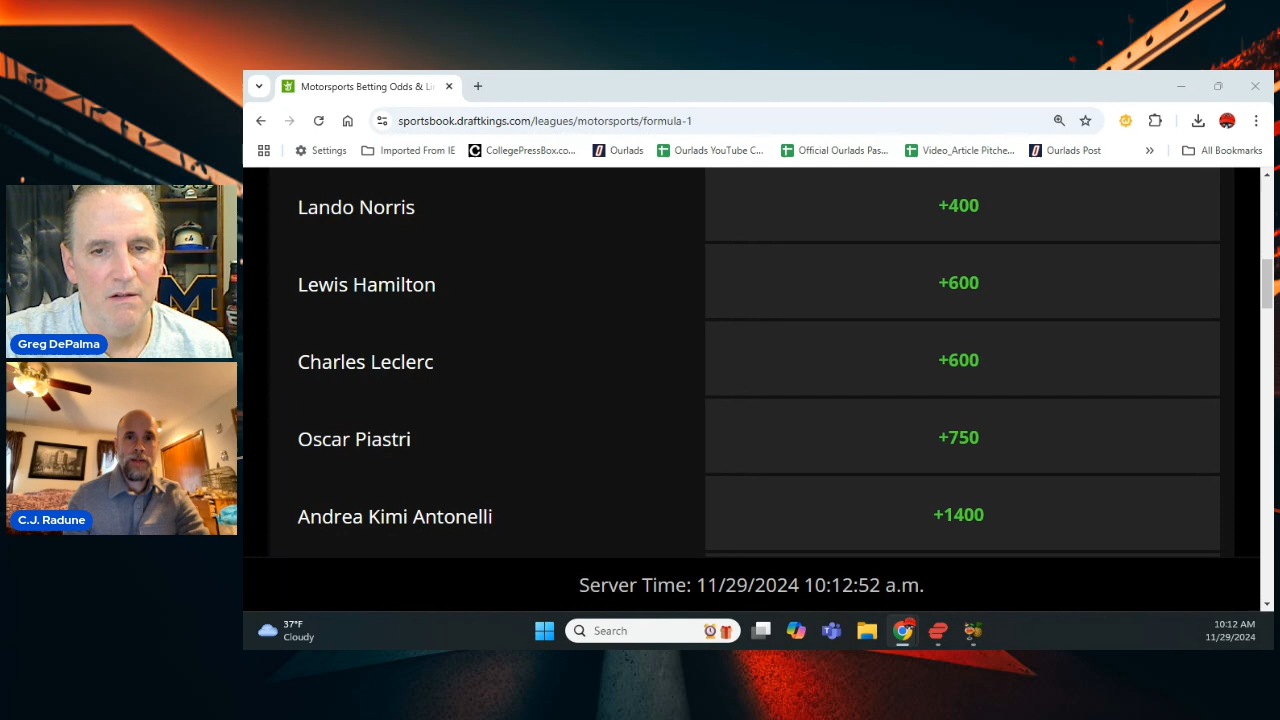 Motorsports Betting Odds & Li
sportsbook.draftkings.com/leagues/motorsports/formula-1
Settings
Imported From IE
CollegePressBox.co...
Ourlads
Ourlads YouTube C...
Official Ourlads Pas...
Video_Article Pitche...
Ourlads Post
»
All Bookmarks
Lando Norris +400
Lewis Hamilton +600
Charles Leclerc +600
Oscar Piastri +750
Andrea Kimi Antonelli +1400
Server Time: 11/29/2024 10:12:52 a.m.
37°F
Cloudy
Search
10:12 AM
11/29/2024
M
Greg DePalma
C.J. Radune